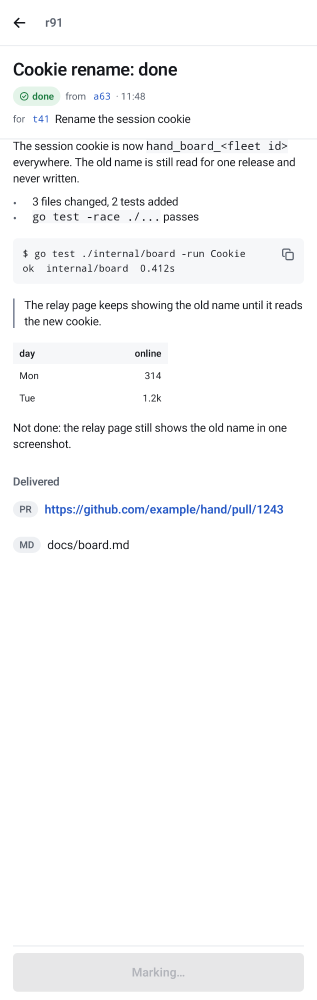 r91
Cookie rename: done
done from a63 · 11:48
for t41 Rename the session cookie
The session cookie is now hand_board_<fleet id>
everywhere. The old name is still read for one release and
never written.
• 3 files changed, 2 tests added
• go test -race ./... passes
$ go test ./internal/board -run Cookie
ok  internal/board  0.412s
The relay page keeps showing the old name until it reads
the new cookie.
day online
Mon 314
Tue 1.2k
Not done: the relay page still shows the old name in one
screenshot.
Delivered
PR https://github.com/example/hand/pull/1243
MD docs/board.md
Marking…